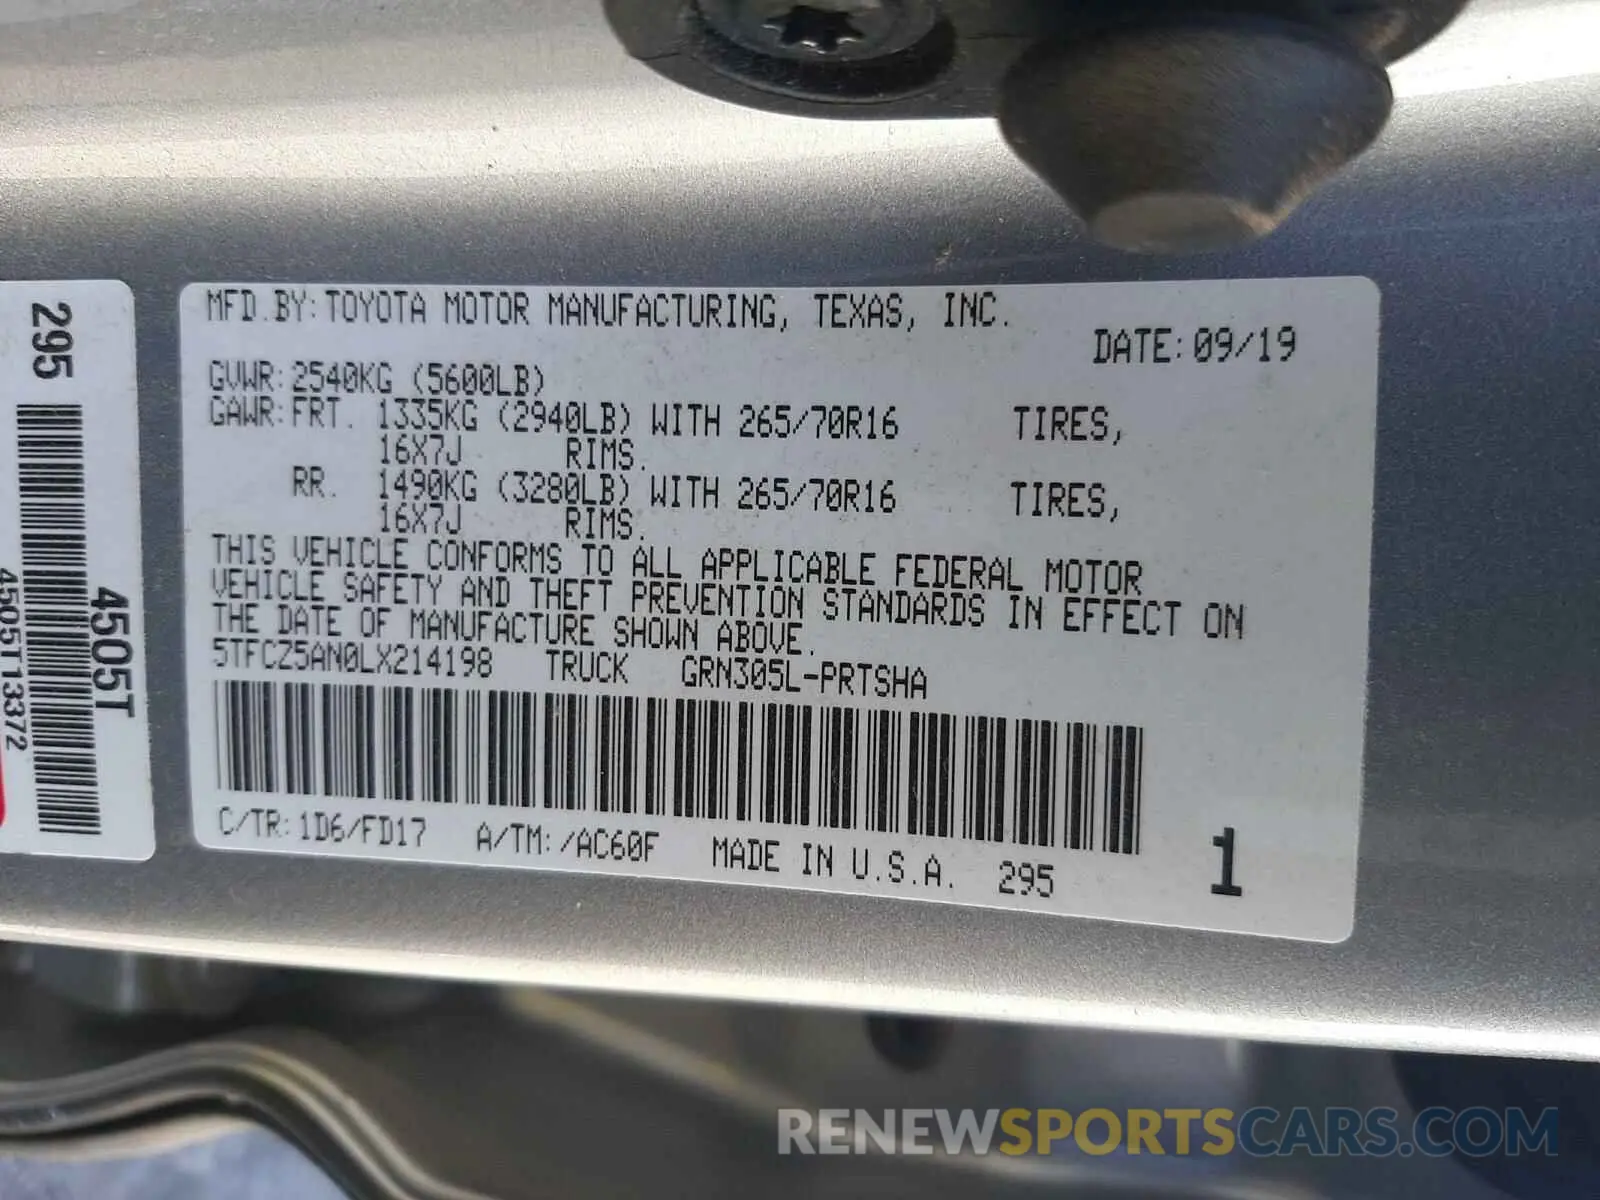 MFD.BY:TOYOTA MOTOR MANUFACTURING, TEXAS, INC.
DATE:09/19
GVWR:2540KG (5600LB)
GAWR:FRT. 1335KG (2940LB) WITH 265/70R16 TIRES,
16X7J RIMS.
RR. 1490KG (3280LB) WITH 265/70R16 TIRES,
16X7J RIMS.
THIS VEHICLE CONFORMS TO ALL APPLICABLE FEDERAL MOTOR
VEHICLE SAFETY AND THEFT PREVENTION STANDARDS IN EFFECT ON
THE DATE OF MANUFACTURE SHOWN ABOVE.
5TFCZ5AN0LX214198 TRUCK GRN305L-PRTSHA
C/TR:1D6/FD17 A/TM:/AC60F MADE IN U.S.A. 295
1
295
4505T
4505T13372
RENEWSPORTSCARS.COM